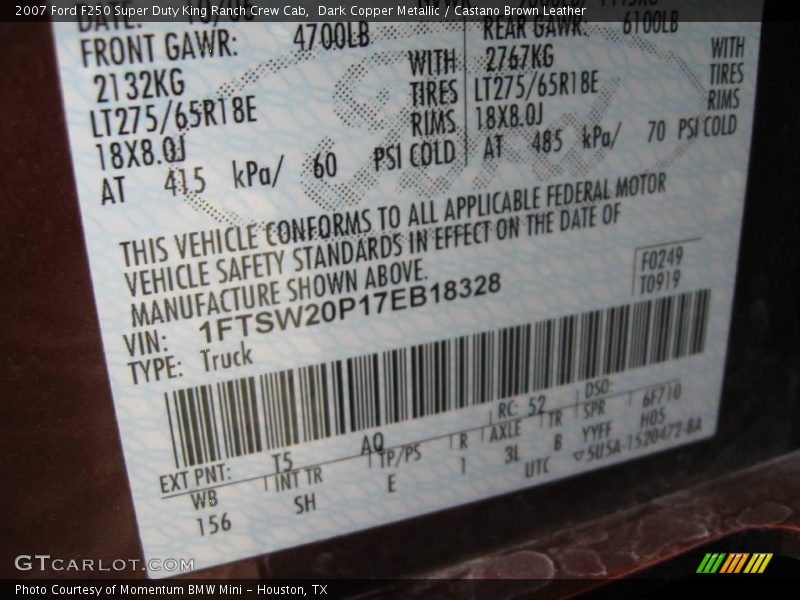 2007 Ford F250 Super Duty King Ranch Crew Cab, Dark Copper Metallic / Castano Brown Leather
DATE:
FRONT GAWR: 4700LB
2132KG WITH
LT275/65R18E TIRES
18X8.0J RIMS
AT 415 kPa/ 60 PSI COLD
REAR GAWR: 6100LB
2767KG WITH
LT275/65R18E TIRES
18X8.0J RIMS
AT 485 kPa/ 70 PSI COLD
THIS VEHICLE CONFORMS TO ALL APPLICABLE FEDERAL MOTOR
VEHICLE SAFETY STANDARDS IN EFFECT ON THE DATE OF
MANUFACTURE SHOWN ABOVE.
VIN: 1FTSW20P17EB18328
TYPE: Truck
F0249
T0919
EXT PNT: T5 AQ RC: 52 DSO:
WB INT TR TP/PS R AXLE TR SPR 6F710
156 SH E 1 3L B YYFF H05
UTC ▽5U5A-1520472-BA
GTCARLOT.COM
Photo Courtesy of Momentum BMW Mini – Houston, TX